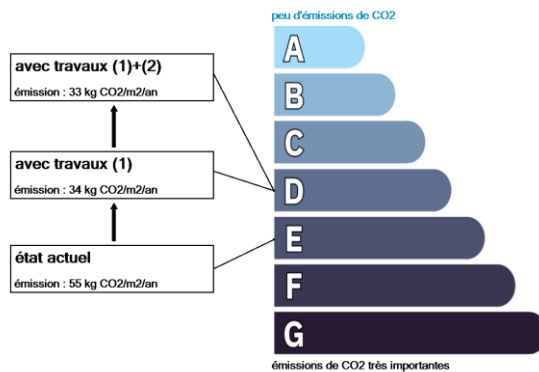 peu d'émissions de CO2
avec travaux (1)+(2)
émission : 33 kg CO2/m2/an
avec travaux (1)
émission : 34 kg CO2/m2/an
état actuel
émission : 55 kg CO2/m2/an
A
B
C
D
E
F
G
émissions de CO2 très importantes